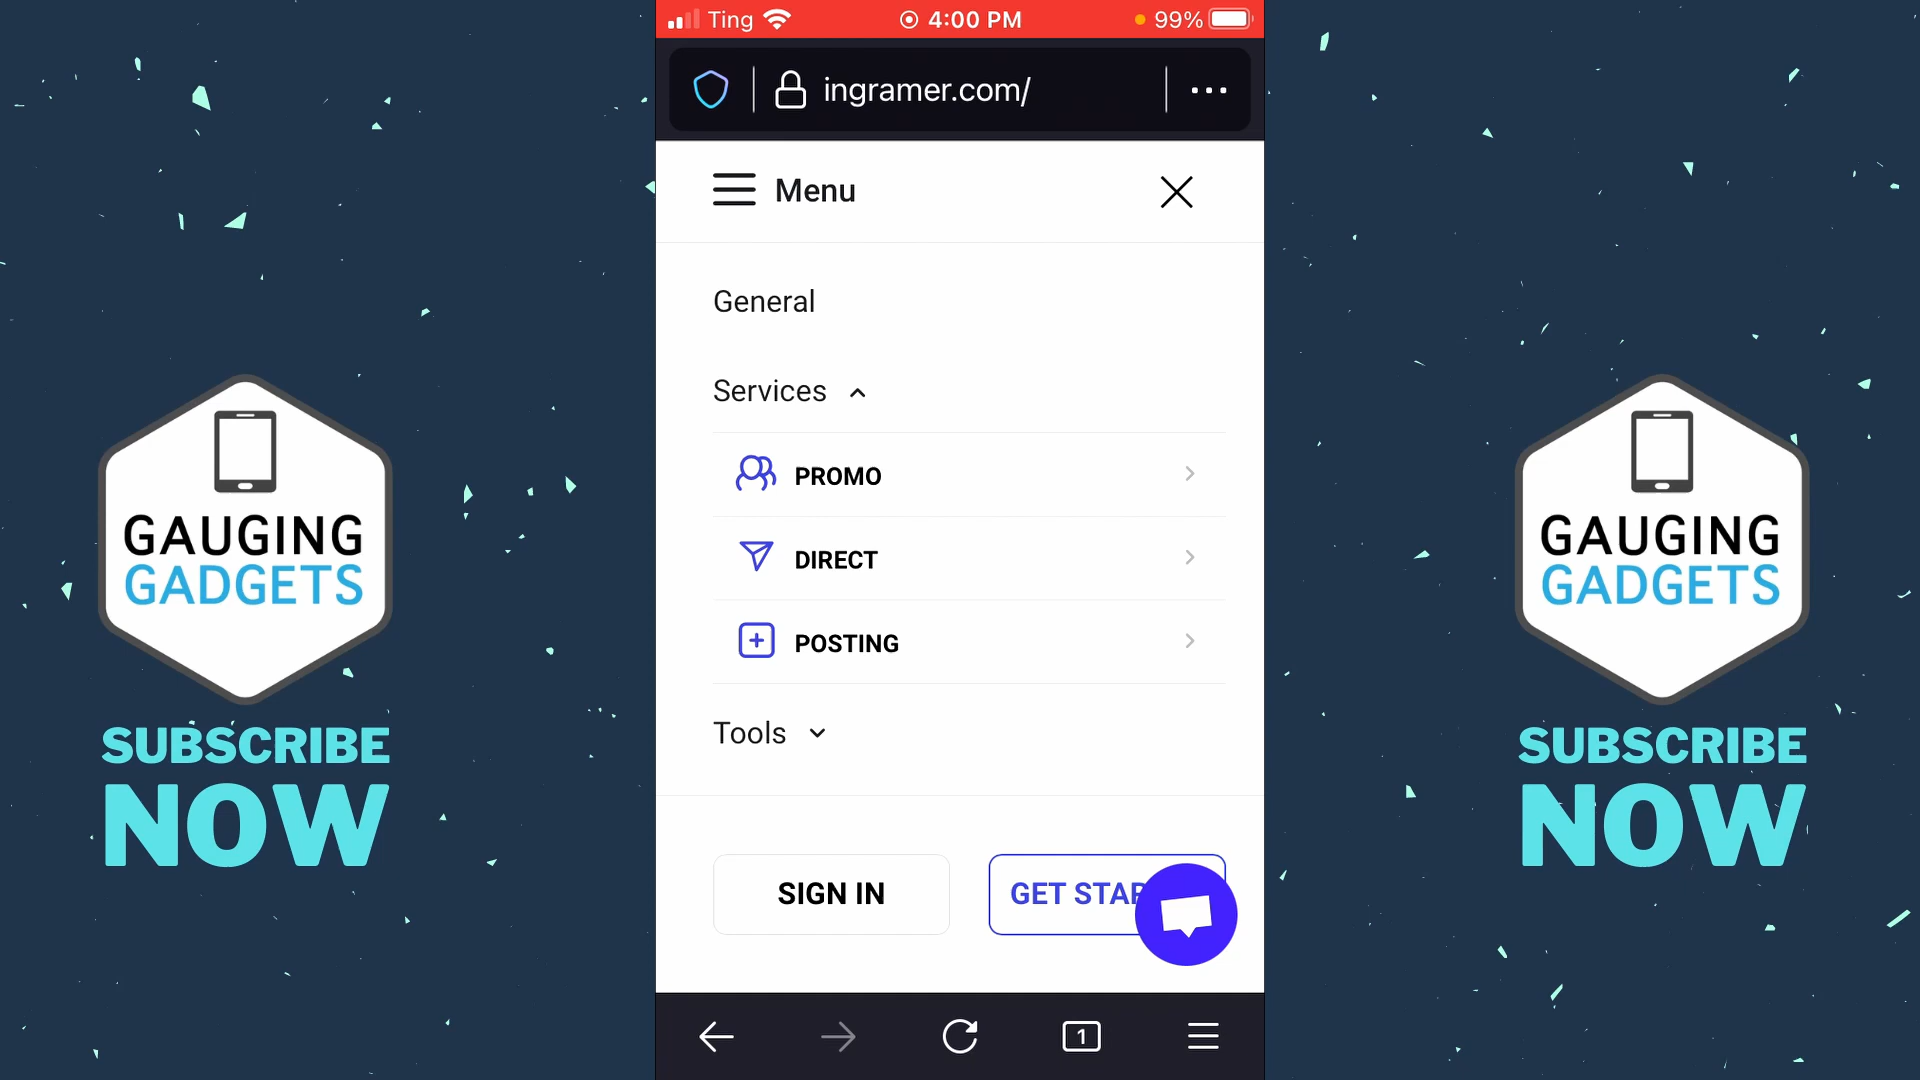 Ting
4:00 PM
99%
ingramer.com/
Menu
General
Services
PROMO
DIRECT
POSTING
Tools
SIGN IN
GET STAR
1
GAUGING
GADGETS
SUBSCRIBE
NOW
GAUGING
GADGETS
SUBSCRIBE
NOW